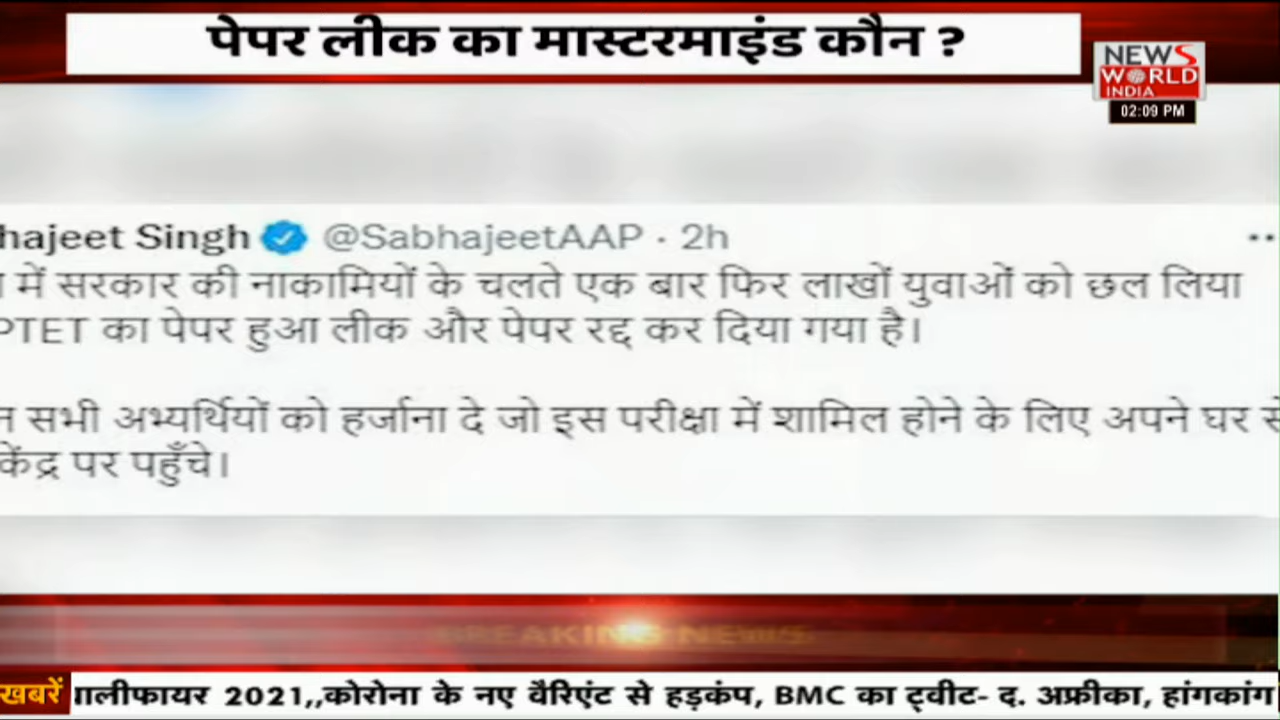 पेपर लीक का मास्टरमाइंड कौन ?
NEWS
WORLD
INDIA
02:09 PM
hajeet Singh @SabhajeetAAP · 2h
में सरकार की नाकामियों के चलते एक बार फिर लाखों युवाओं को छल लिया
PTET का पेपर हुआ लीक और पेपर रद्द कर दिया गया है।
सभी अभ्यर्थियों को हर्जाना दे जो इस परीक्षा में शामिल होने के लिए अपने घर से
केंद्र पर पहुँचे।
BREAKING NEWS
खबरें ालीफायर 2021,,कोरोना के नए वैरिएंट से हड़कंप, BMC का ट्वीट- द. अफ्रीका, हांगकांग